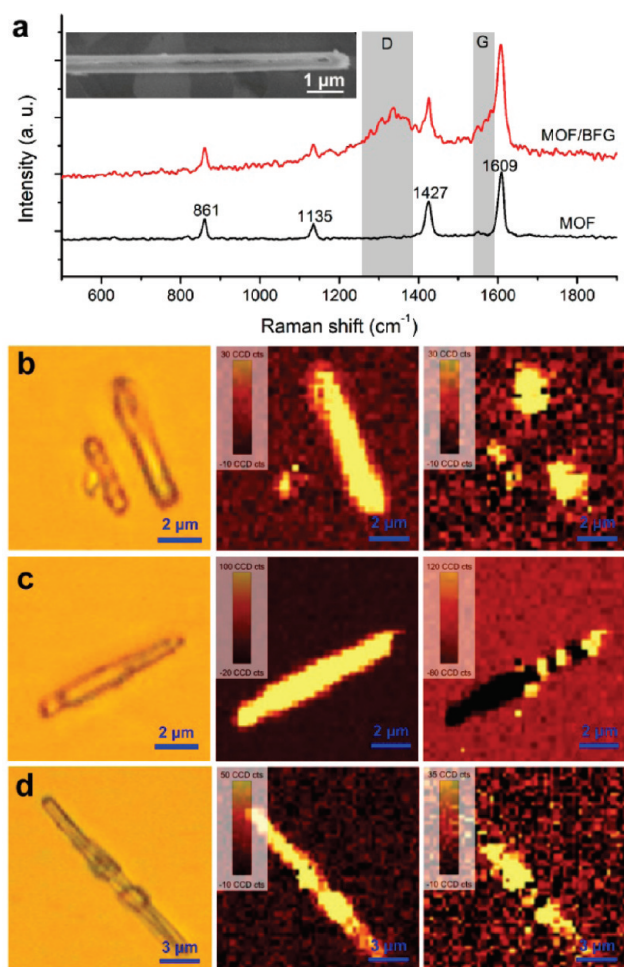 a
D
G
1 µm
MOF/BFG
861
1135
1427
1609
MOF
Intensity (a. u.)
600
800
1000
1200
1400
1600
1800
Raman shift (cm⁻¹)
b
2 µm
30 CCD cts
-10 CCD cts
2 µm
30 CCD cts
-10 CCD cts
2 µm
c
2 µm
100 CCD cts
-20 CCD cts
2 µm
120 CCD cts
-80 CCD cts
2 µm
d
3 µm
50 CCD cts
-10 CCD cts
3 µm
35 CCD cts
-10 CCD cts
3 µm